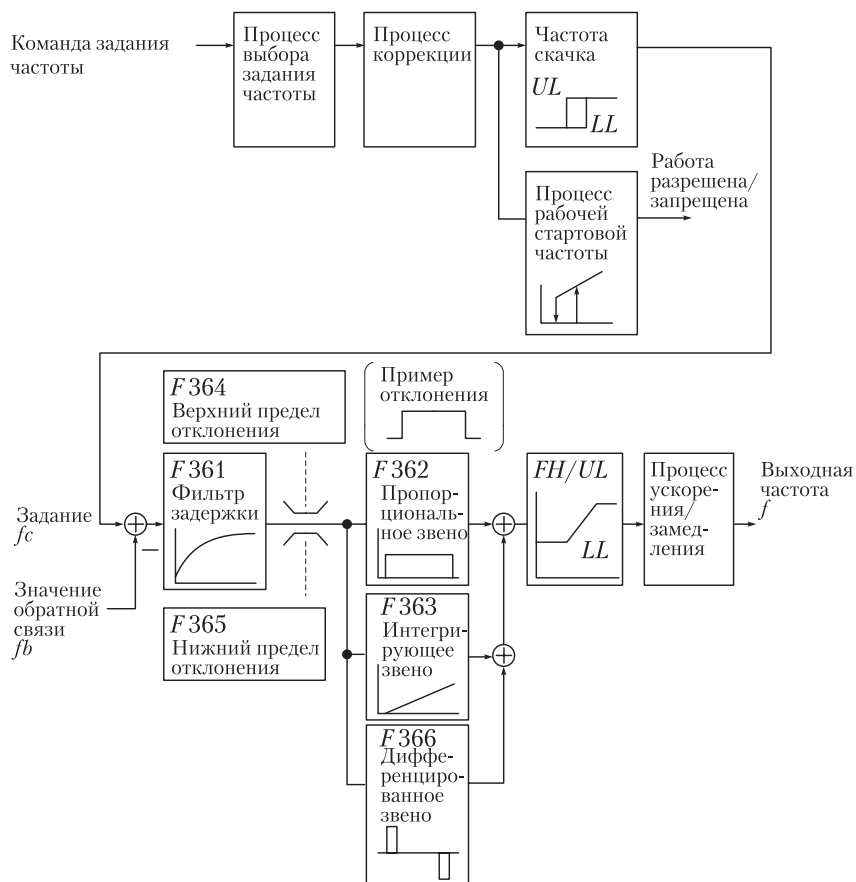 Команда задания
частоты
Процесс
выбора
задания
частоты
Процесс
коррекции
Частота
скачка
UL
LL
Работа
разрешена/
запрещена
Процесс
рабочей
стартовой
частоты
F364
Верхний предел
отклонения
Пример
отклонения
F361
Фильтр
задержки
F362
Пропор-
циональ-
ное звено
FH/UL
LL
Процесс
ускоре-
ния/
замед-
ления
Выходная
частота
f
Задание
fc
–
Значение
обратной
связи
fb
F365
Нижний предел
отклонения
F363
Интегри-
рующее
звено
F366
Диффе-
ренциро-
ванное
звено